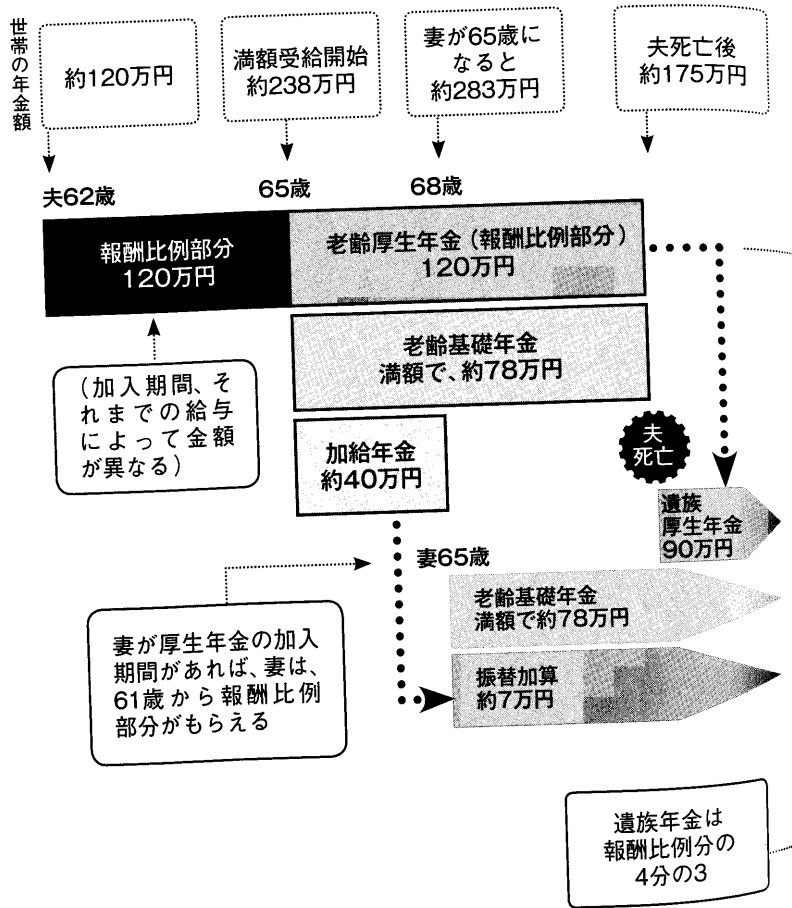 世帯の年金額
約120万円
満額受給開始
約238万円
妻が65歳に
なると
約283万円
夫死亡後
約175万円
夫62歳
65歳
68歳
報酬比例部分
120万円
老齢厚生年金（報酬比例部分）
120万円
老齢基礎年金
満額で、約78万円
（加入期間、そ
れまでの給与
によって金額
が異なる）
加給年金
約40万円
夫
死亡
遺族
厚生年金
90万円
妻65歳
老齢基礎年金
満額で約78万円
妻が厚生年金の加入
期間があれば、妻は、
61歳から報酬比例
部分がもらえる
振替加算
約7万円
遺族年金は
報酬比例分の
4分の3